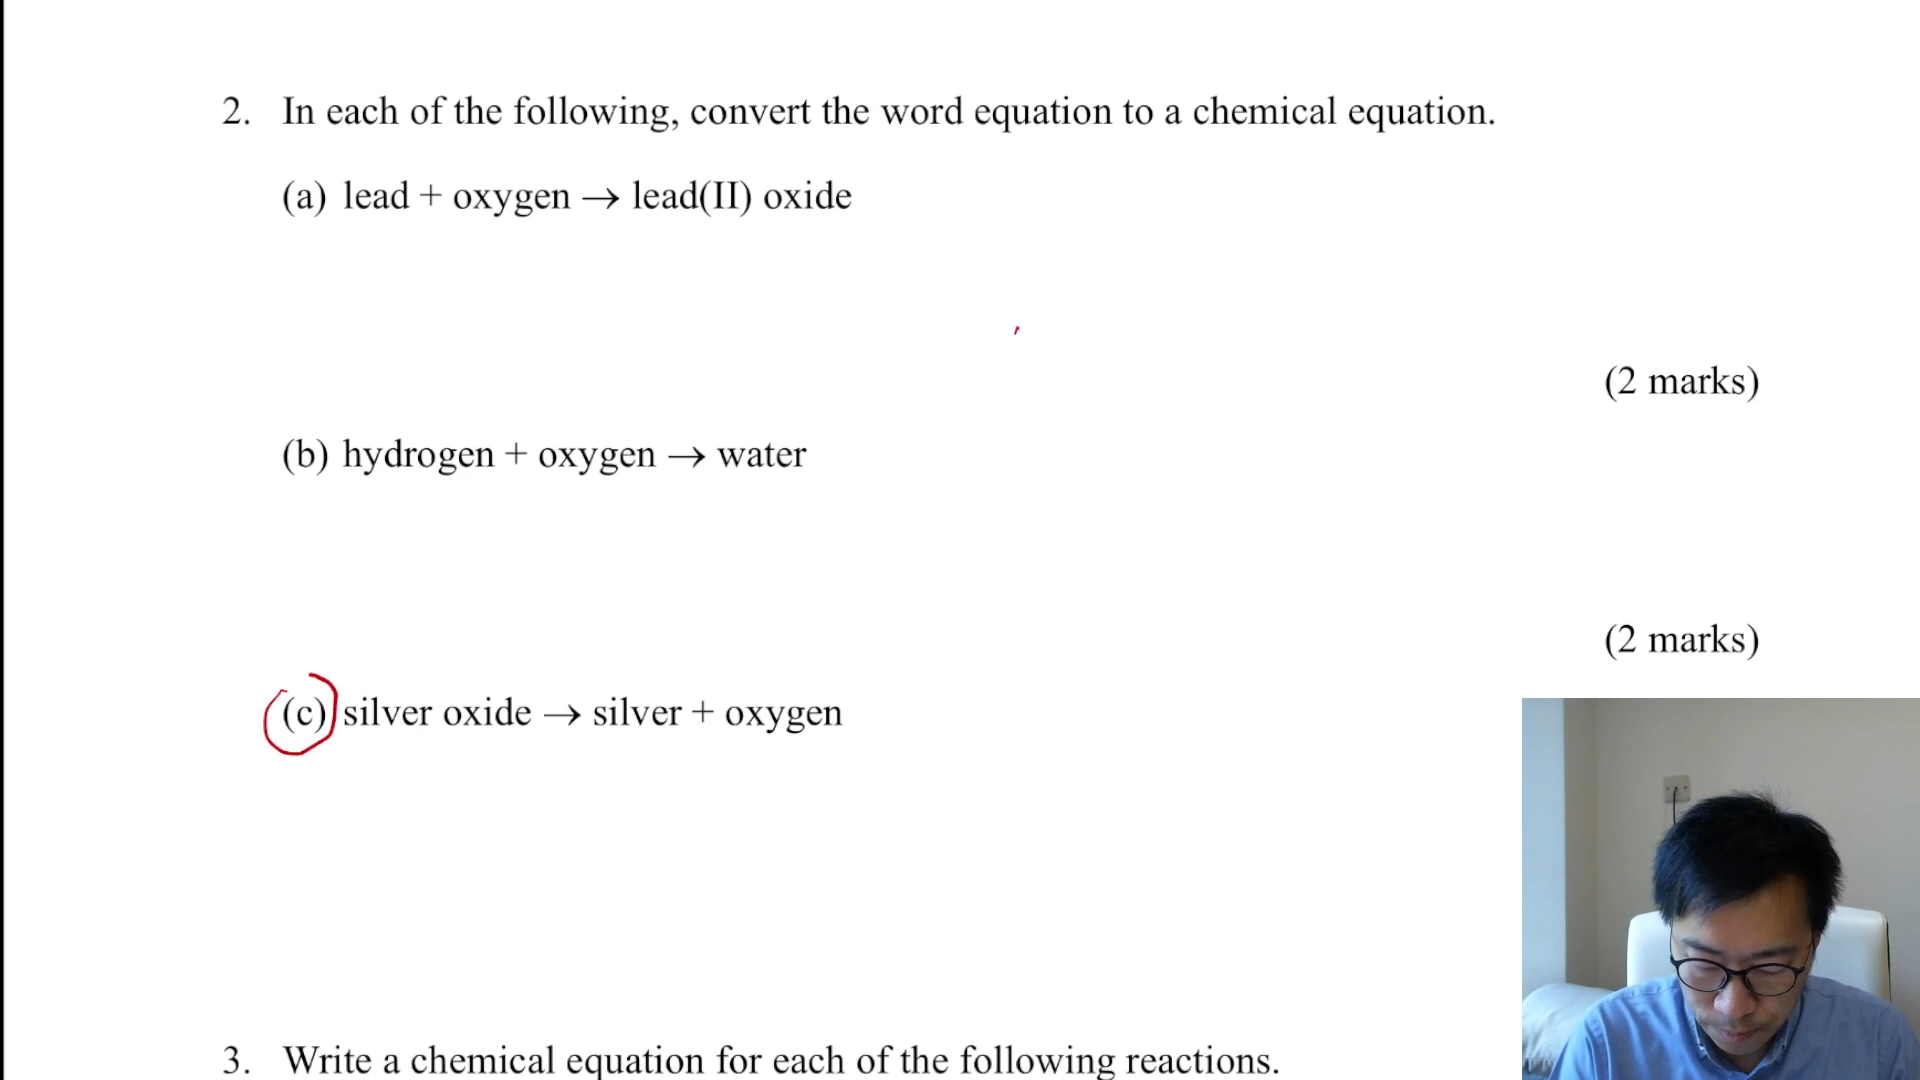 2. In each of the following, convert the word equation to a chemical equation.
(a) lead + oxygen → lead(II) oxide
(2 marks)
(b) hydrogen + oxygen → water
(2 marks)
(c) silver oxide → silver + oxygen
3. Write a chemical equation for each of the following reactions.